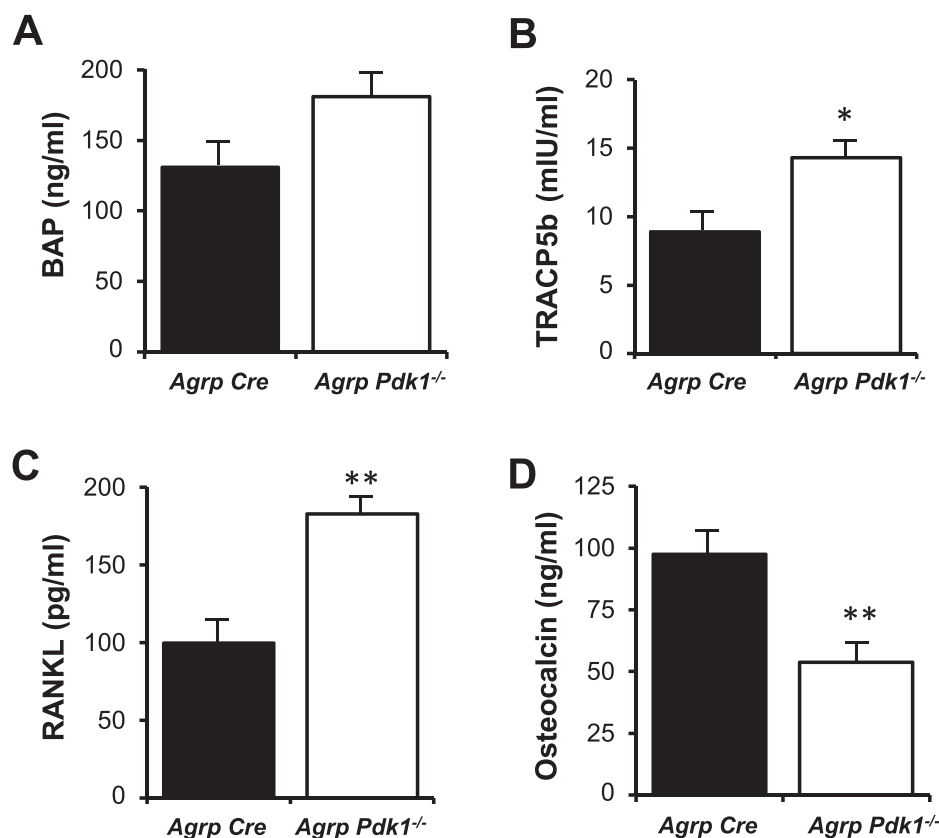 A
BAP (ng/ml)
200
150
100
50
0
Agrp Cre
Agrp Pdk1-/-
B
TRACP5b (mIU/ml)
20
15
10
5
0
*
Agrp Cre
Agrp Pdk1-/-
C
RANKL (pg/ml)
200
150
100
50
0
**
Agrp Cre
Agrp Pdk1-/-
D
Osteocalcin (ng/ml)
125
100
75
50
25
0
**
Agrp Cre
Agrp Pdk1-/-